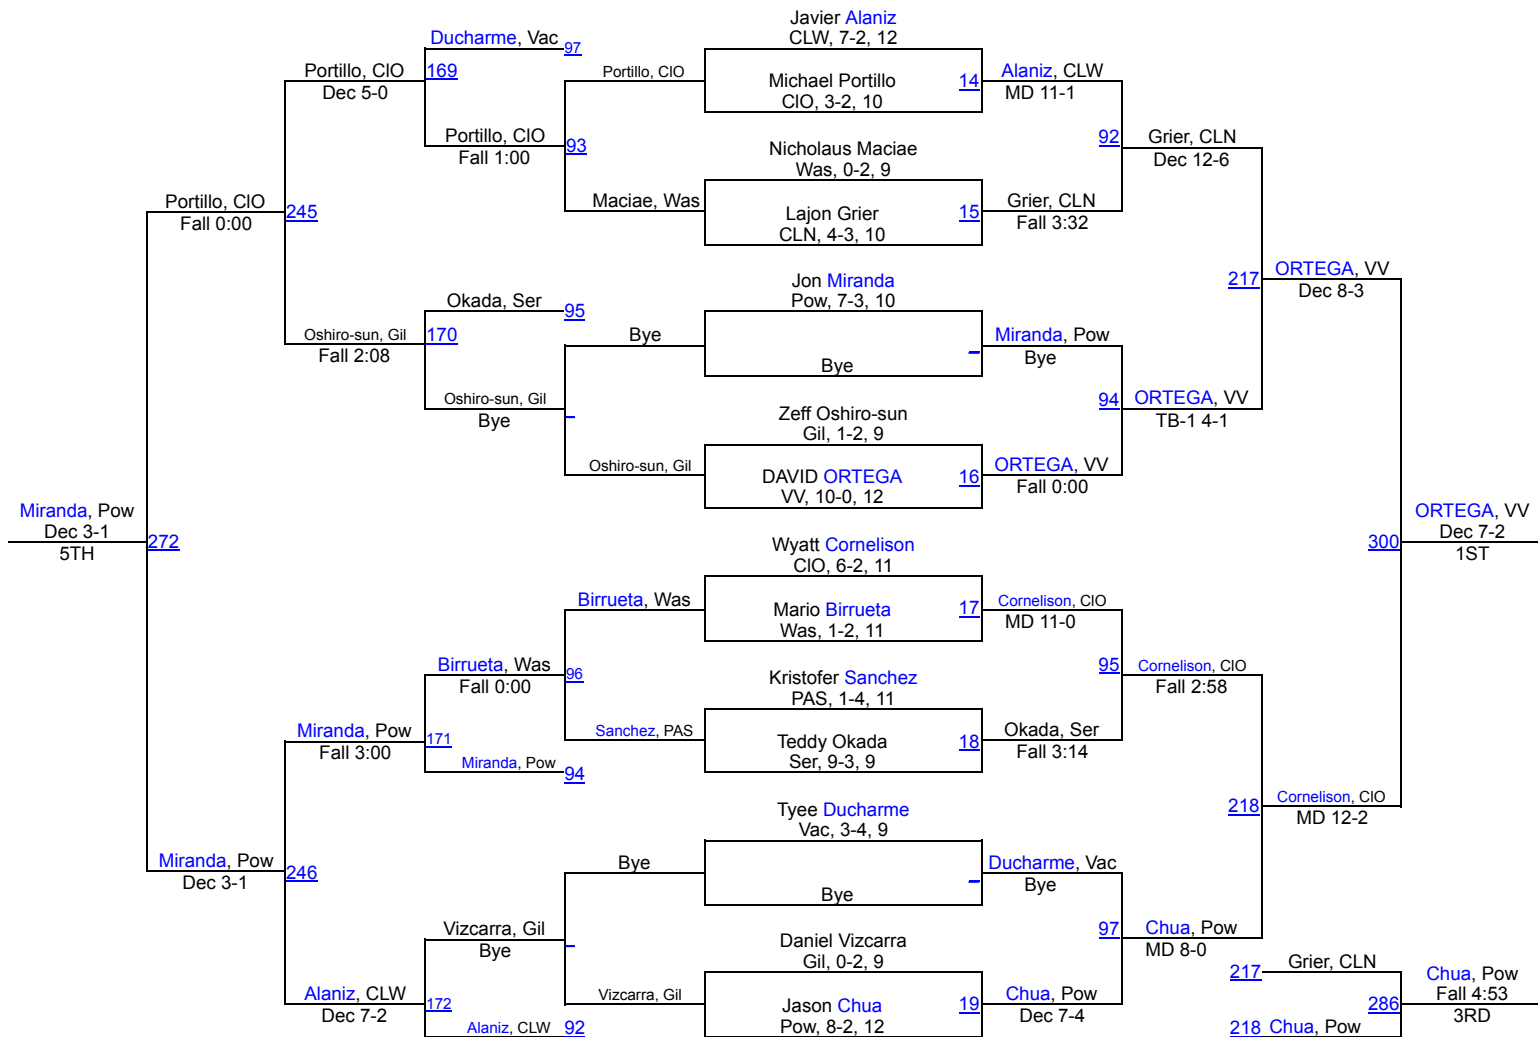 Javier Alaniz
CLW, 7-2, 12
Ducharme, Vac
97
Portillo, ClO
169
Dec 5-0
Portillo, ClO
Michael Portillo
ClO, 3-2, 10
14
Alaniz, CLW
MD 11-1
Portillo, ClO
Fall 1:00
93
Nicholaus Maciae
Was, 0-2, 9
92
Grier, CLN
Dec 12-6
Portillo, ClO
Fall 0:00
245
Maciae, Was
Lajon Grier
CLN, 4-3, 10
15
Grier, CLN
Fall 3:32
Okada, Ser
95
Jon Miranda
Pow, 7-3, 10
217
ORTEGA, VV
Dec 8-3
Oshiro-sun, Gil
Fall 2:08
170
Bye
Bye
Miranda, Pow
Bye
Oshiro-sun, Gil
Bye
Zeff Oshiro-sun
Gil, 1-2, 9
94
ORTEGA, VV
TB-1 4-1
Oshiro-sun, Gil
DAVID ORTEGA
VV, 10-0, 12
16
ORTEGA, VV
Fall 0:00
Miranda, Pow
Dec 3-1
5TH
272
Wyatt Cornelison
ClO, 6-2, 11
300
ORTEGA, VV
Dec 7-2
1ST
Birrueta, Was
Mario Birrueta
Was, 1-2, 11
17
Cornelison, ClO
MD 11-0
Birrueta, Was
Fall 0:00
96
Kristofer Sanchez
PAS, 1-4, 11
95
Cornelison, ClO
Fall 2:58
Miranda, Pow
Fall 3:00
171
Sanchez, PAS
Teddy Okada
Ser, 9-3, 9
18
Okada, Ser
Fall 3:14
Miranda, Pow
94
Tyee Ducharme
Vac, 3-4, 9
218
Cornelison, ClO
MD 12-2
Miranda, Pow
Dec 3-1
246
Bye
Bye
Ducharme, Vac
Bye
Vizcarra, Gil
Bye
Daniel Vizcarra
Gil, 0-2, 9
97
Chua, Pow
MD 8-0
Alaniz, CLW
Dec 7-2
172
Vizcarra, Gil
Jason Chua
Pow, 8-2, 12
19
Chua, Pow
Dec 7-4
Alaniz, CLW
92
217
Grier, CLN
286
Chua, Pow
Fall 4:53
3RD
218
Chua, Pow